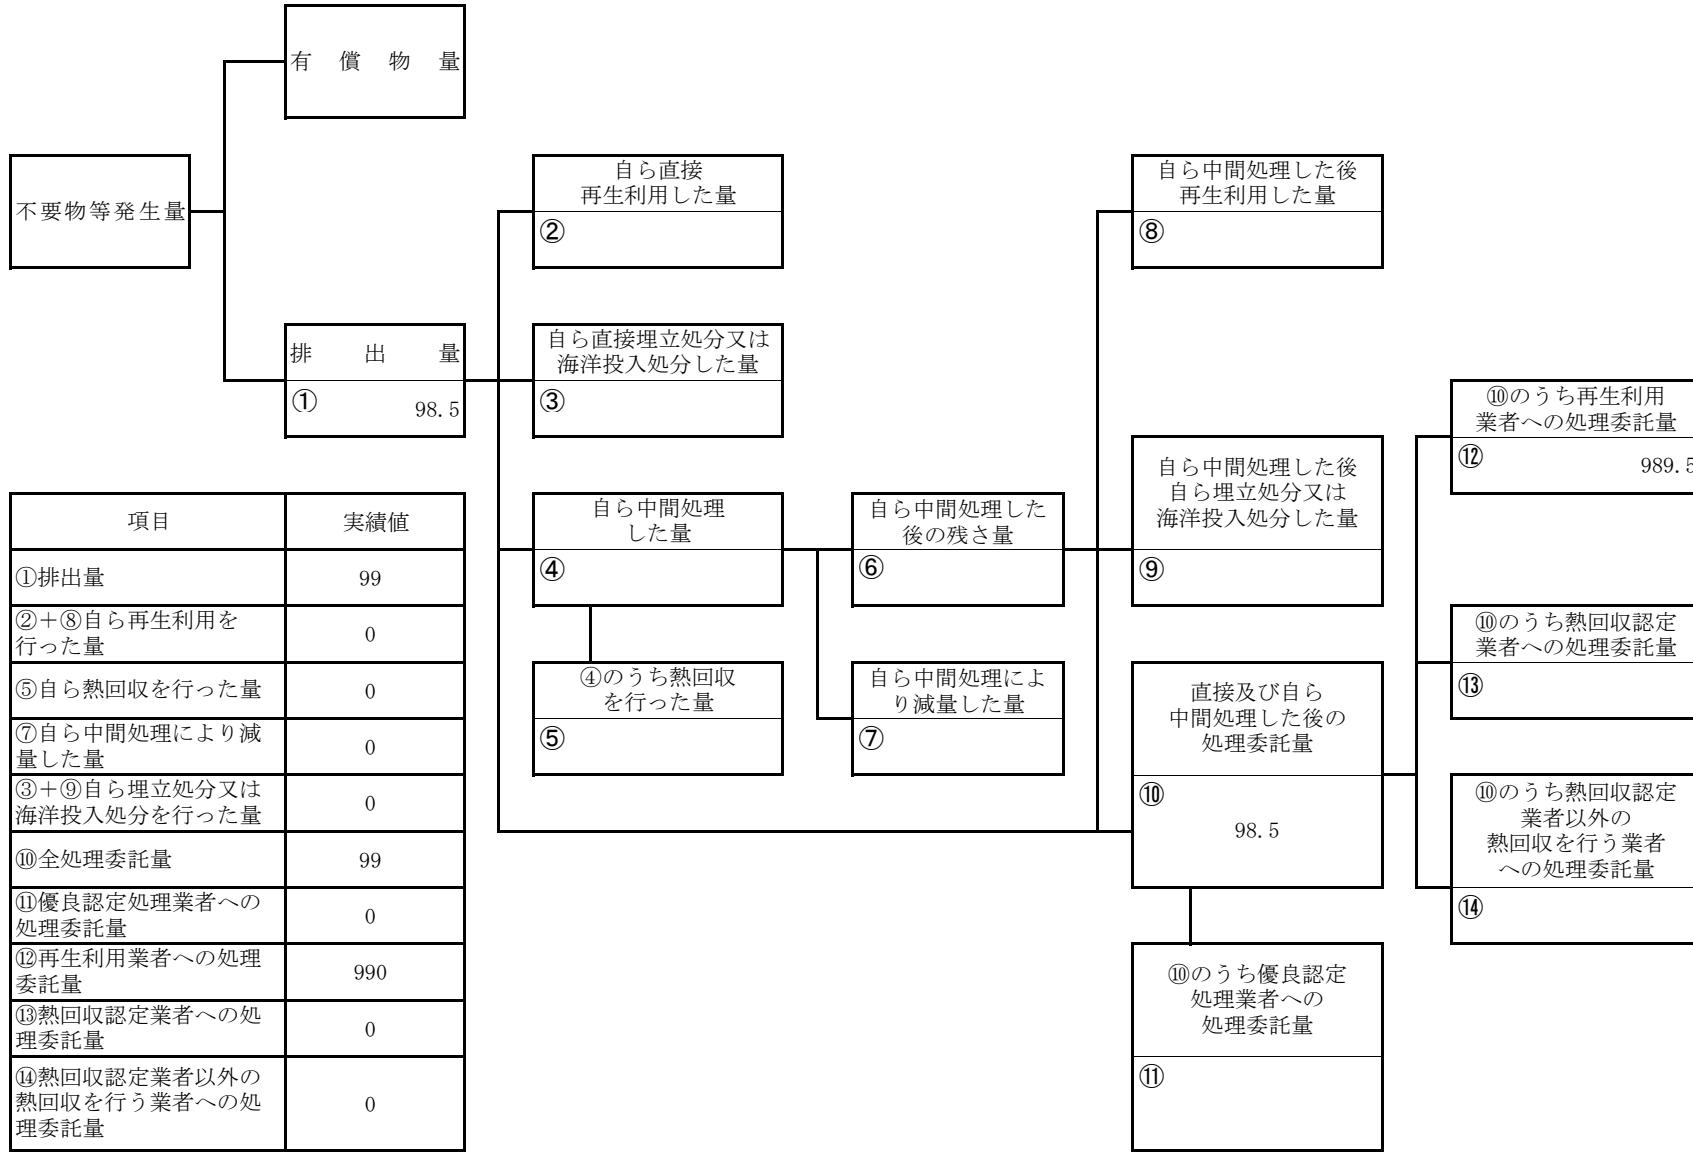 有償物量
不要物等発生量
排出量
①
98.5
自ら直接
再生利用した量
②
自ら直接埋立処分又は
海洋投入処分した量
③
自ら中間処理
した量
④
④のうち熱回収
を行った量
⑤
自ら中間処理した
後の残さ量
⑥
自ら中間処理によ
り減量した量
⑦
自ら中間処理した後
再生利用した量
⑧
自ら中間処理した後
自ら埋立処分又は
海洋投入処分した量
⑨
直接及び自ら
中間処理した後の
処理委託量
⑩
98.5
⑩のうち優良認定
処理業者への
処理委託量
⑪
⑩のうち再生利用
業者への処理委託量
⑫
989.5
⑩のうち熱回収認定
業者への処理委託量
⑬
⑩のうち熱回収認定
業者以外の
熱回収を行う業者
への処理委託量
⑭
項目 実績値
①排出量 99
②+⑧自ら再生利用を
行った量 0
⑤自ら熱回収を行った量 0
⑦自ら中間処理により減
量した量 0
③+⑨自ら埋立処分又は
海洋投入処分を行った量 0
⑩全処理委託量 99
⑪優良認定処理業者への
処理委託量 0
⑫再生利用業者への処理
委託量 990
⑬熱回収認定業者への処
理委託量 0
⑭熱回収認定業者以外の
熱回収を行う業者への処
理委託量 0